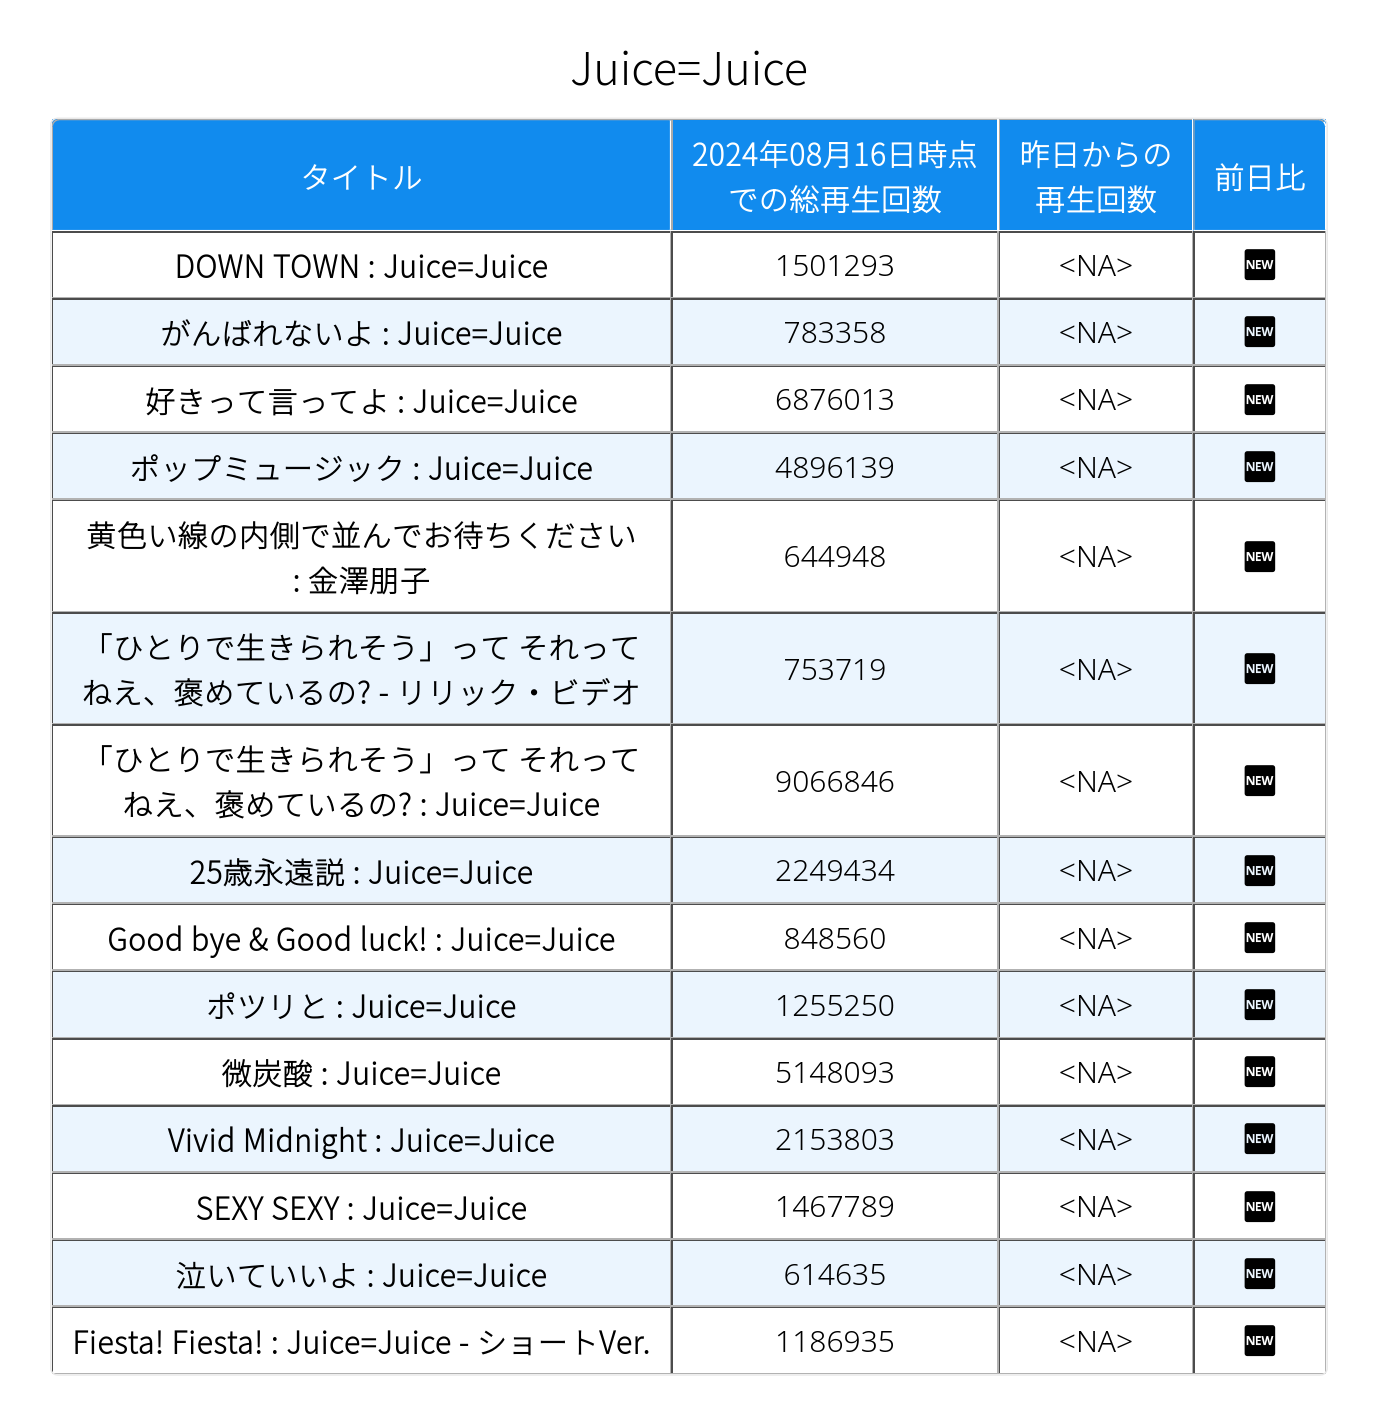 Juice=Juice
タイトル
2024年08月16日時点
での総再生回数
昨日からの
再生回数
前日比
DOWN TOWN : Juice=Juice 1501293 <NA> NEW
がんばれないよ : Juice=Juice 783358 <NA> NEW
好きって言ってよ : Juice=Juice 6876013 <NA> NEW
ポップミュージック : Juice=Juice 4896139 <NA> NEW
黄色い線の内側で並んでお待ちください
: 金澤朋子 644948 <NA> NEW
「ひとりで生きられそう」って それって
ねえ、褒めているの? - リリック・ビデオ 753719 <NA> NEW
「ひとりで生きられそう」って それって
ねえ、褒めているの? : Juice=Juice 9066846 <NA> NEW
25歳永遠説 : Juice=Juice 2249434 <NA> NEW
Good bye & Good luck! : Juice=Juice 848560 <NA> NEW
ポツリと : Juice=Juice 1255250 <NA> NEW
微炭酸 : Juice=Juice 5148093 <NA> NEW
Vivid Midnight : Juice=Juice 2153803 <NA> NEW
SEXY SEXY : Juice=Juice 1467789 <NA> NEW
泣いていいよ : Juice=Juice 614635 <NA> NEW
Fiesta! Fiesta! : Juice=Juice - ショートVer. 1186935 <NA> NEW